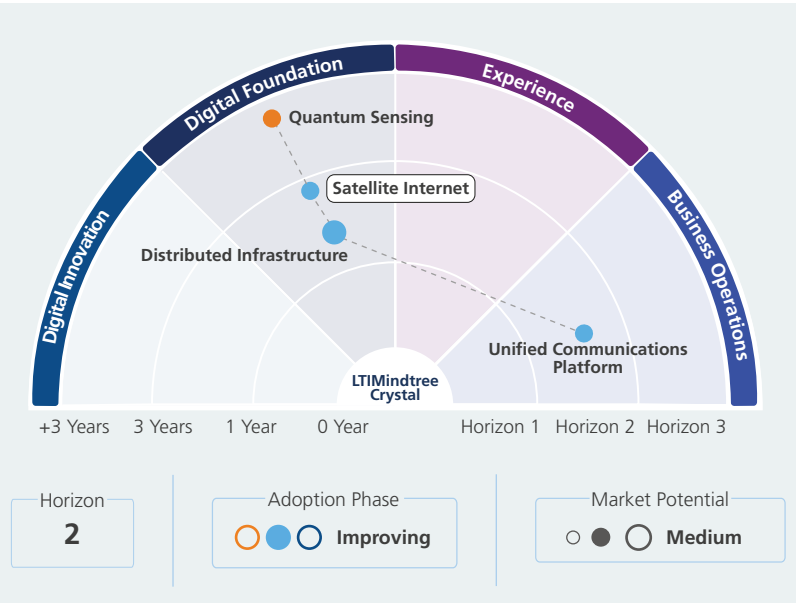 Digital Innovation
Digital Foundation
Experience
Business Operations
Quantum Sensing
Satellite Internet
Distributed Infrastructure
Unified Communications
Platform
LTIMindtree
Crystal
+3 Years
3 Years
1 Year
0 Year
Horizon 1
Horizon 2
Horizon 3
Horizon
2
Adoption Phase
Improving
Market Potential
Medium